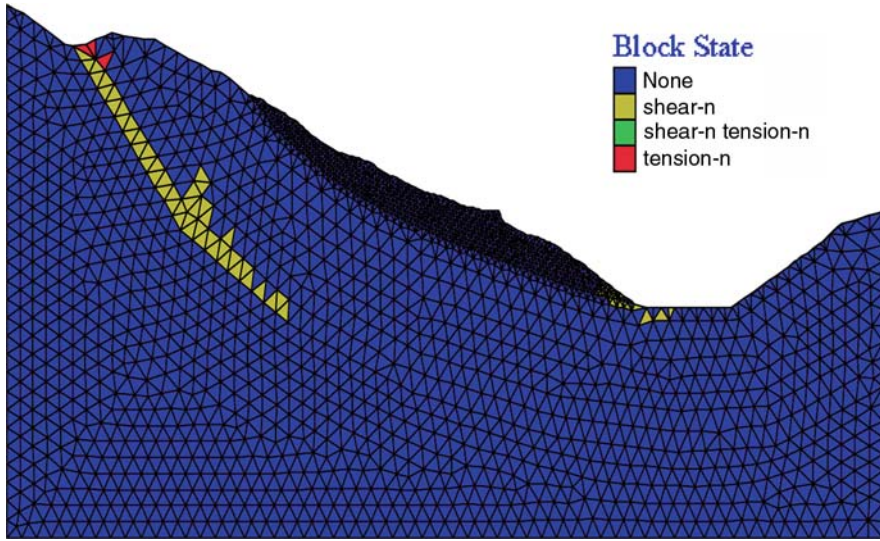 Block State
None
shear-n
shear-n tension-n
tension-n